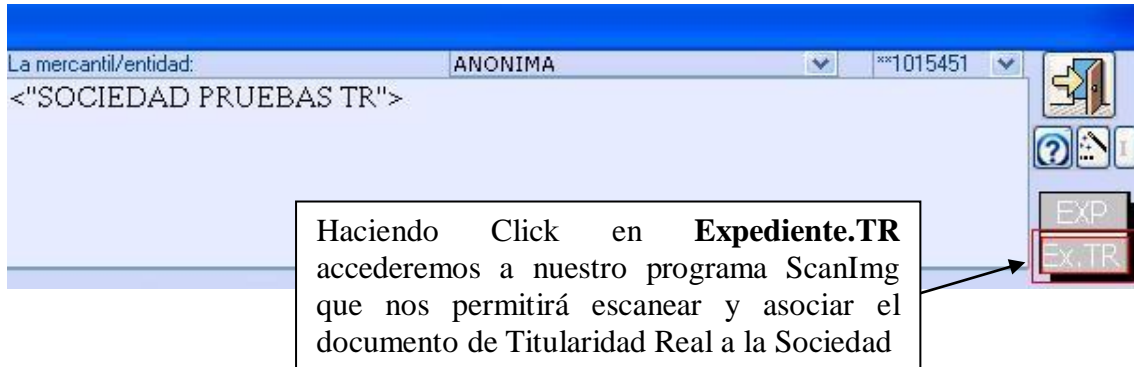 La mercantil/entidad: ANONIMA **1015451
<"SOCIEDAD PRUEBAS TR">
EXP
Ex.TR
Haciendo Click en Expediente.TR
accederemos a nuestro programa ScanImg
que nos permitirá escanear y asociar el
documento de Titularidad Real a la Sociedad